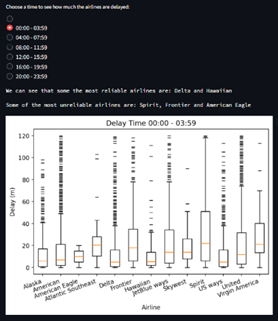 Choose a time to see how much the airlines are delayed:
00:00 - 03:59
04:00 - 07:59
08:00 - 11:59
12:00 - 15:59
16:00 - 19:59
20:00 - 23:59
We can see that some the most reliable airlines are: Delta and Hawaiian
Some of the most unreliable airlines are: Spirit, Frontier and American Eagle
Delay Time 00:00 - 03:59
Delay (m)
120
100
80
60
40
20
0
Alaska
American
American Eagle
Atlantic Southeast
Delta
Frontier
Hawaiian
JetBlue ways
Skywest
Spirit
US ways
United
Virgin America
Airline